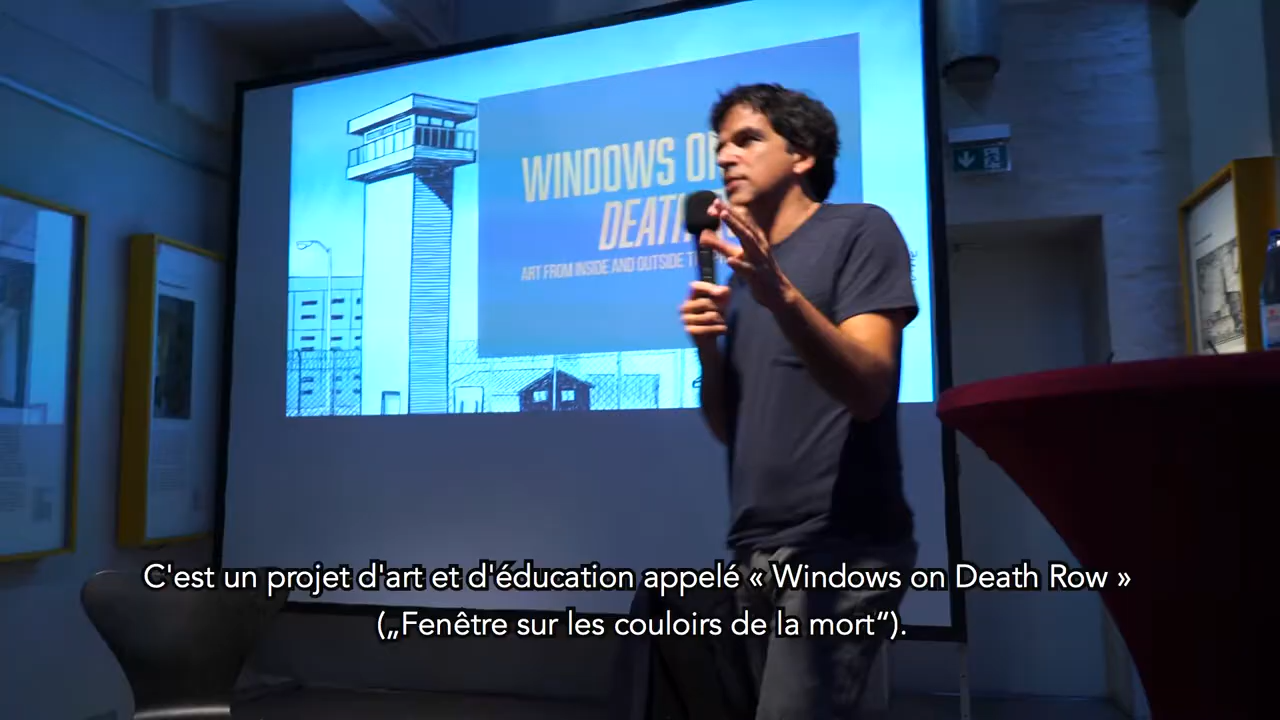 WINDOWS ON
DEATH
ART FROM INSIDE AND OUTSIDE
C'est un projet d'art et d'éducation appelé « Windows on Death Row »
(„Fenêtre sur les couloirs de la mort“).